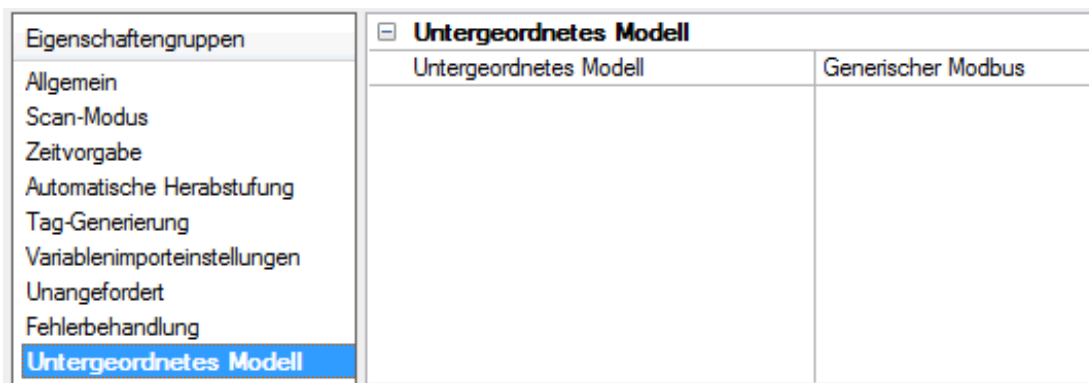 Eigenschaftengruppen
Allgemein
Scan-Modus
Zeitvorgabe
Automatische Herabstufung
Tag-Generierung
Variablenimporteinstellungen
Unangefordert
Fehlerbehandlung
Untergeordnetes Modell
Untergeordnetes Modell
Untergeordnetes Modell Generischer Modbus